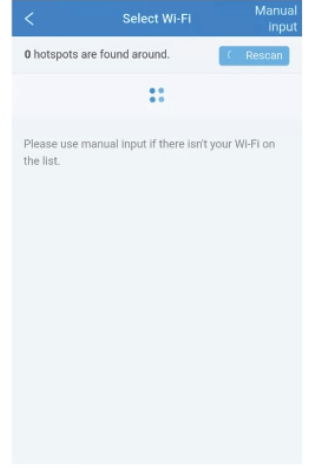 Select Wi-Fi
Manual
input
0 hotspots are found around.
Rescan
Please use manual input if there isn't your Wi-Fi on
the list.